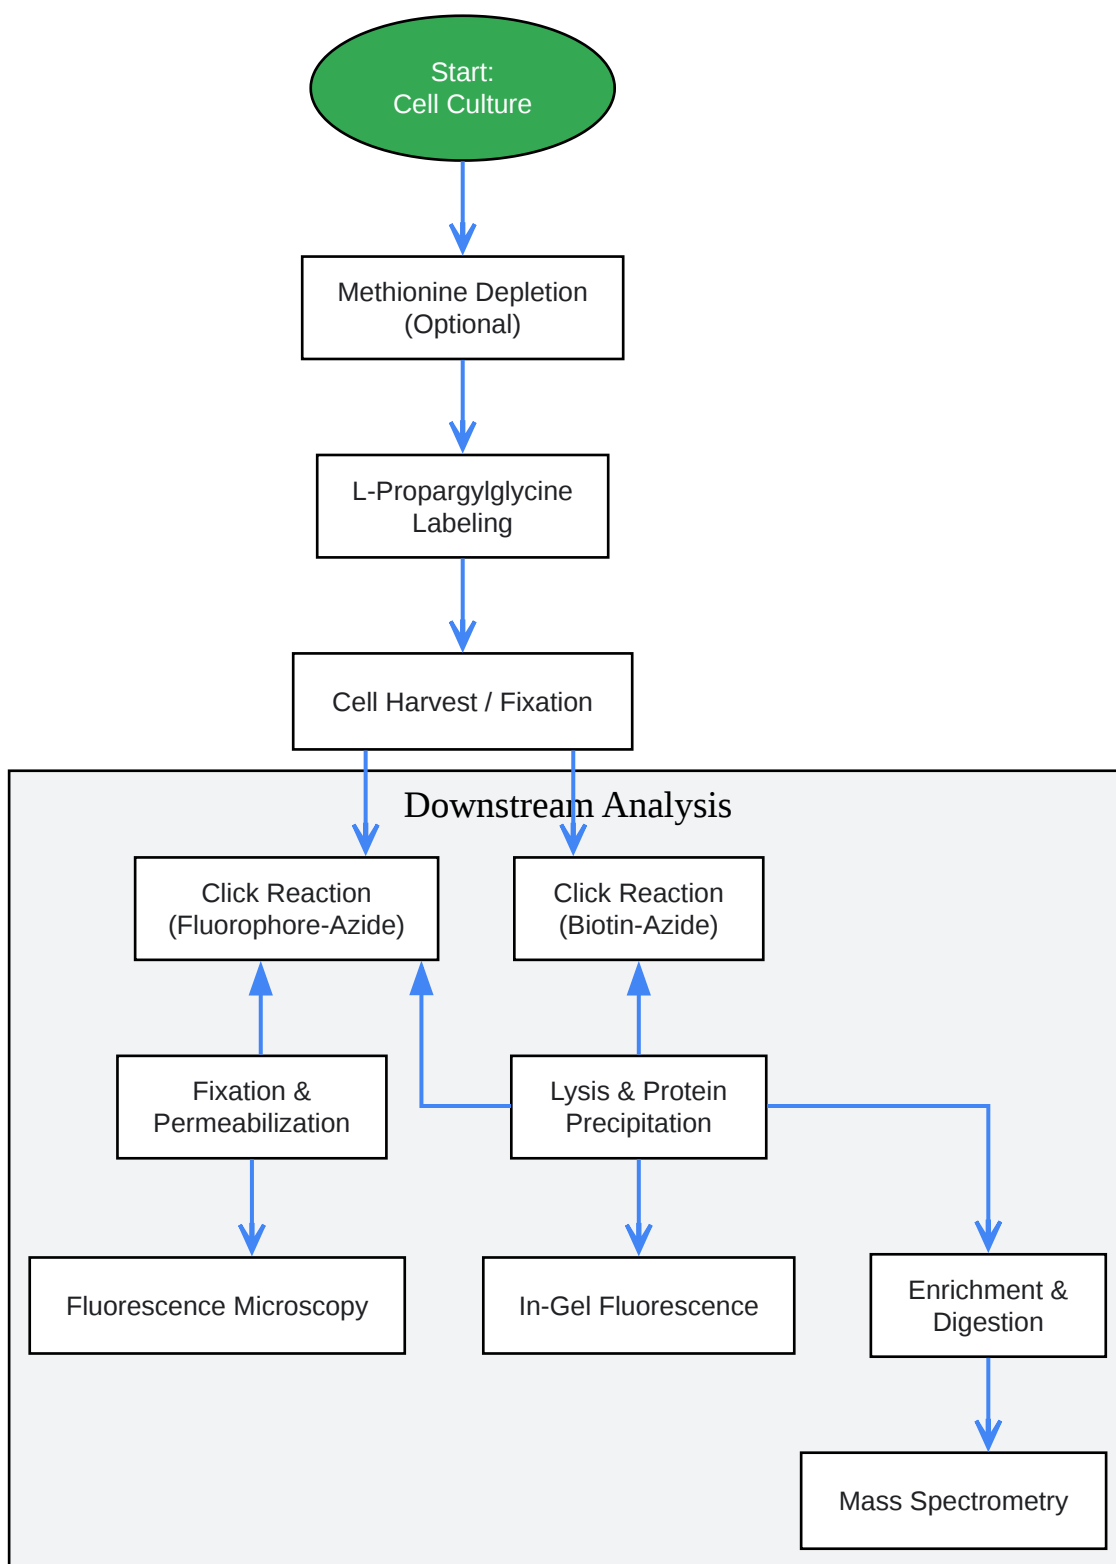 Start:
Cell Culture
Methionine Depletion
(Optional)
L-Propargylglycine
Labeling
Cell Harvest / Fixation
Downstream Analysis
Click Reaction
(Fluorophore-Azide)
Click Reaction
(Biotin-Azide)
Fixation &
Permeabilization
Lysis & Protein
Precipitation
Fluorescence Microscopy
In-Gel Fluorescence
Enrichment &
Digestion
Mass Spectrometry